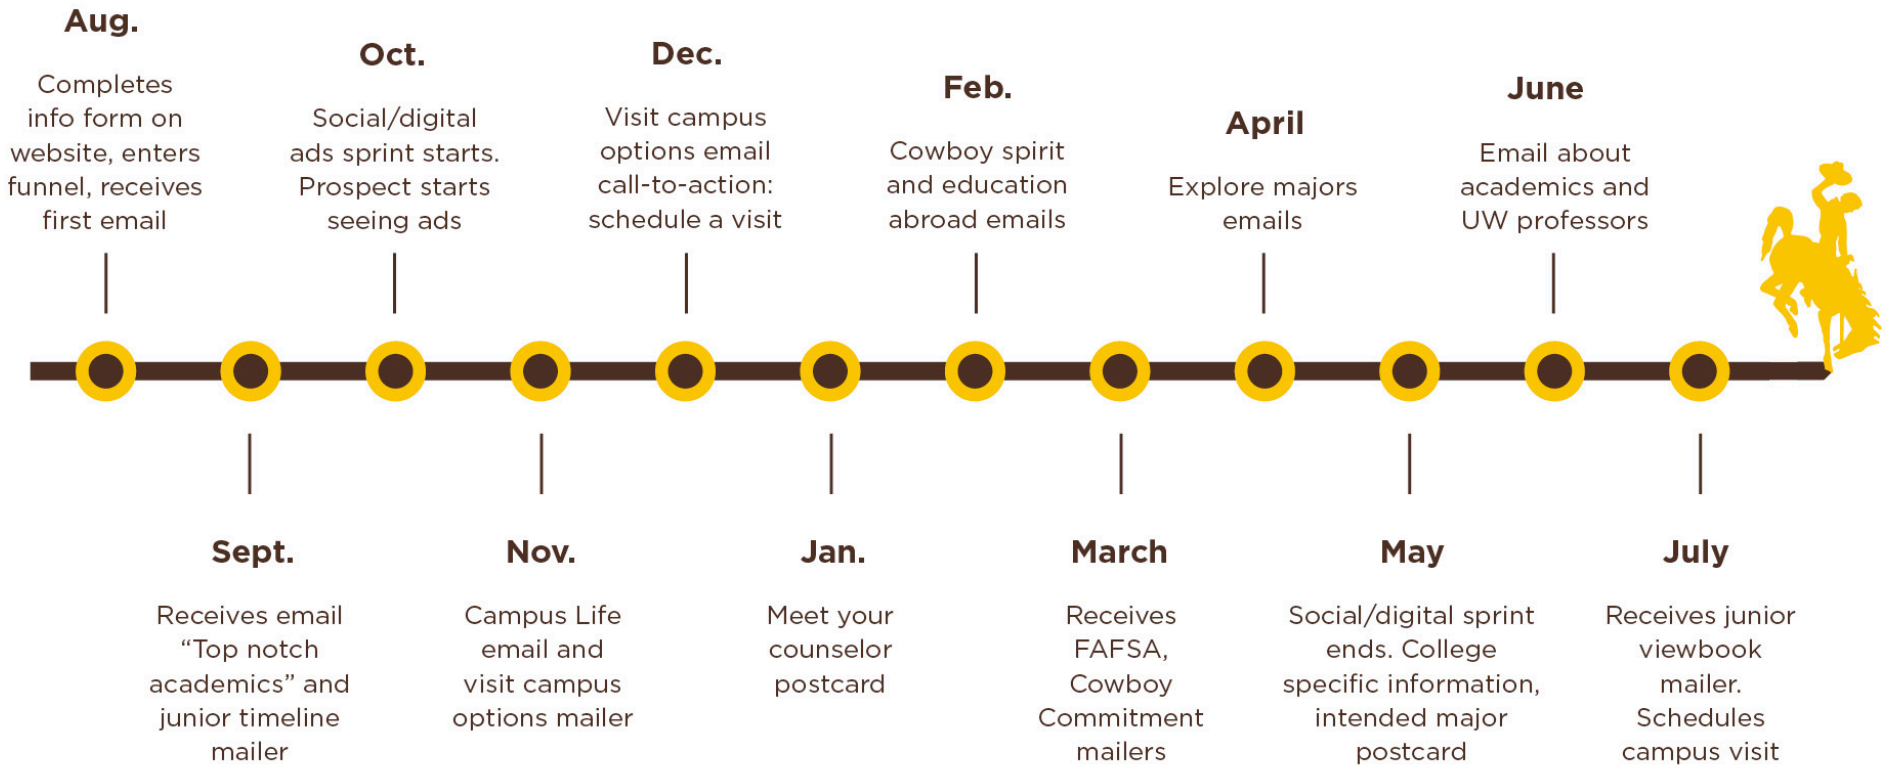 Aug.
Completes
info form on
website, enters
funnel, receives
first email
Sept.
Receives email
“Top notch
academics” and
junior timeline
mailer
Oct.
Social/digital
ads sprint starts.
Prospect starts
seeing ads
Nov.
Campus Life
email and
visit campus
options mailer
Dec.
Visit campus
options email
call-to-action:
schedule a visit
Jan.
Meet your
counselor
postcard
Feb.
Cowboy spirit
and education
abroad emails
March
Receives
FAFSA,
Cowboy
Commitment
mailers
April
Explore majors
emails
May
Social/digital sprint
ends. College
specific information,
intended major
postcard
June
Email about
academics and
UW professors
July
Receives junior
viewbook
mailer.
Schedules
campus visit